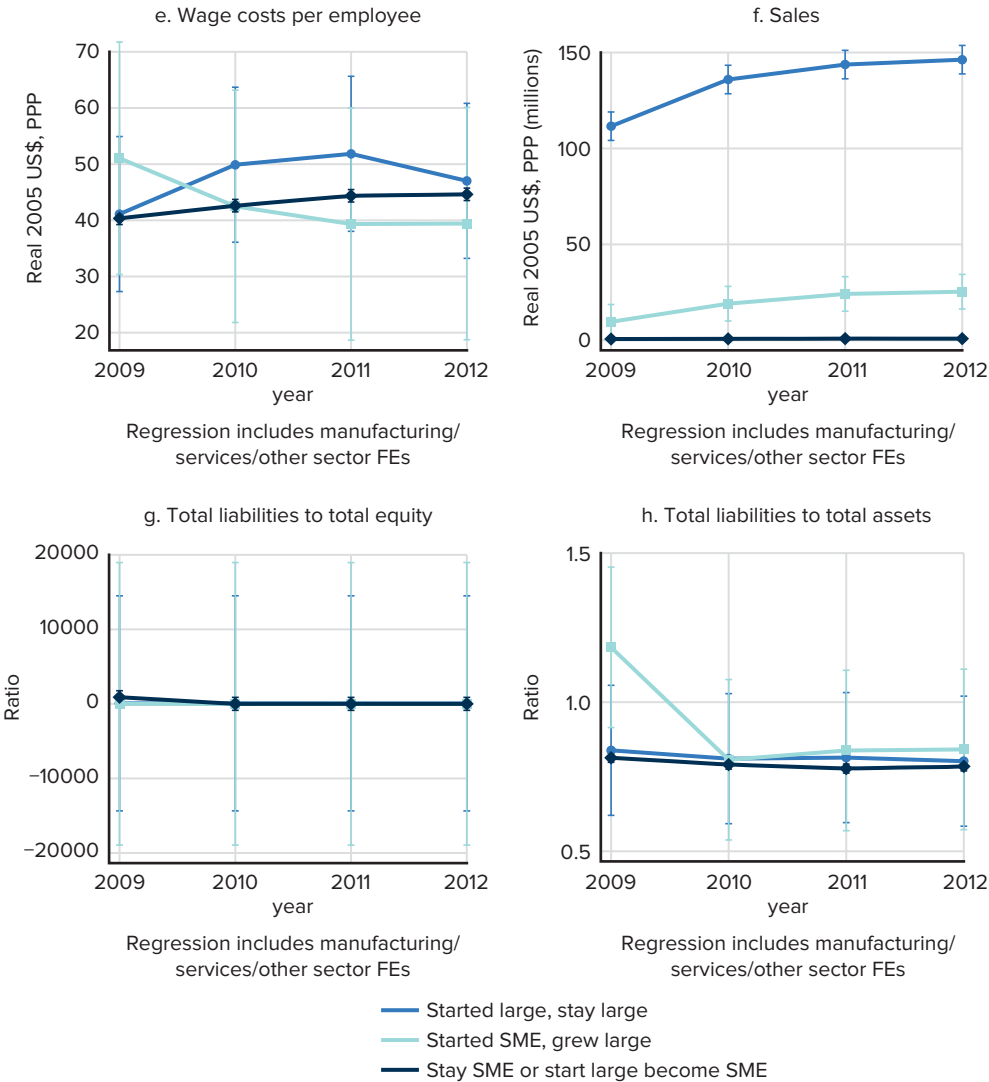 e. Wage costs per employee
Real 2005 US$, PPP
70
60
50
40
30
20
2009 2010 2011 2012
year
Regression includes manufacturing/
services/other sector FEs
f. Sales
Real 2005 US$, PPP (millions)
150
100
50
0
2009 2010 2011 2012
year
Regression includes manufacturing/
services/other sector FEs
g. Total liabilities to total equity
Ratio
20000
10000
0
−10000
−20000
2009 2010 2011 2012
year
Regression includes manufacturing/
services/other sector FEs
h. Total liabilities to total assets
Ratio
1.5
1.0
0.5
2009 2010 2011 2012
year
Regression includes manufacturing/
services/other sector FEs
Started large, stay large
Started SME, grew large
Stay SME or start large become SME